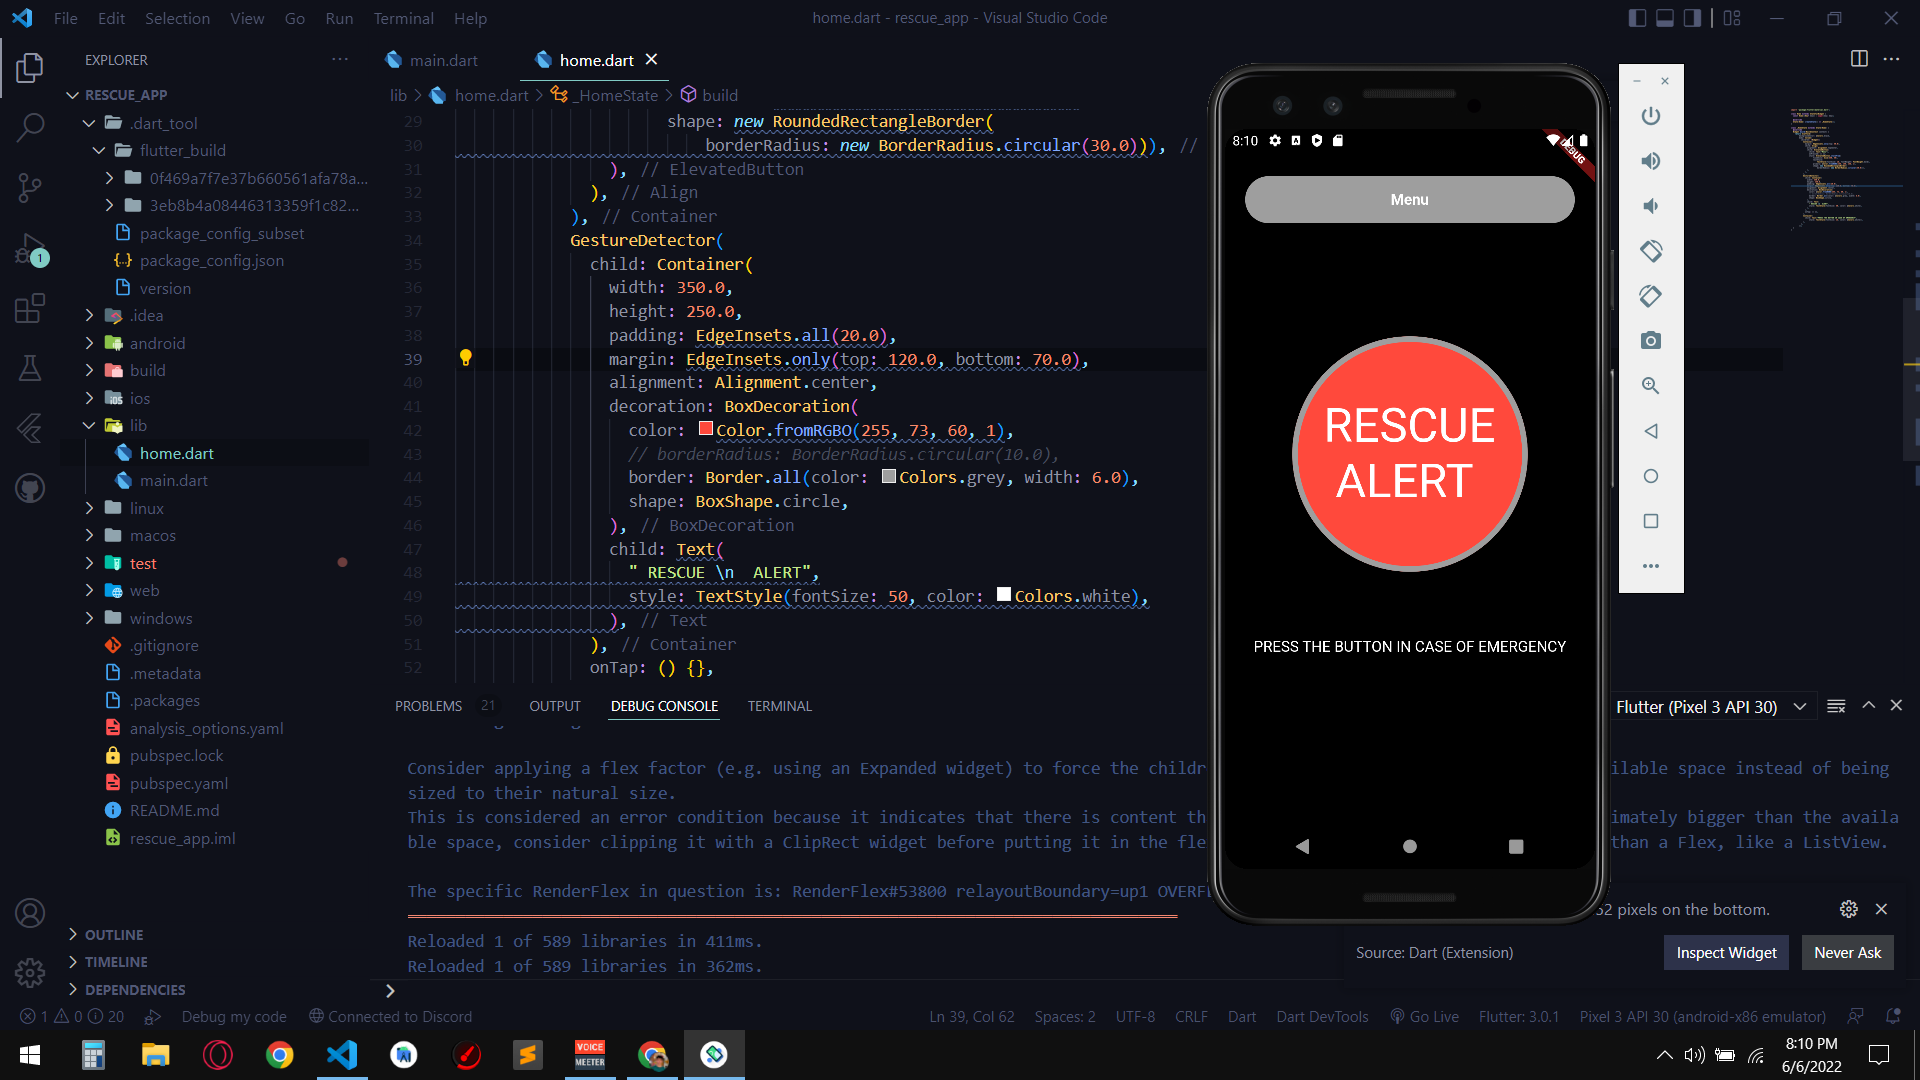 File Edit Selection View Go Run Terminal Help
home.dart - rescue_app - Visual Studio Code
EXPLORER
RESCUE_APP
.dart_tool
flutter_build
0f469a7f7e37b660561afa78a...
3eb8b4a08446313359f1c82...
package_config_subset
package_config.json
version
.idea
android
build
ios
lib
home.dart
main.dart
linux
macos
test
web
windows
.gitignore
.metadata
.packages
analysis_options.yaml
pubspec.lock
pubspec.yaml
README.md
rescue_app.iml
OUTLINE
TIMELINE
DEPENDENCIES
1
main.dart
home.dart
lib > home.dart > _HomeState > build
29 shape: new RoundedRectangleBorder(
30 borderRadius: new BorderRadius.circular(30.0))), //
31 ), // ElevatedButton
32 ), // Align
33 ), // Container
34 GestureDetector(
35 child: Container(
36 width: 350.0,
37 height: 250.0,
38 padding: EdgeInsets.all(20.0),
39 margin: EdgeInsets.only(top: 120.0, bottom: 70.0),
40 alignment: Alignment.center,
41 decoration: BoxDecoration(
42 color: Color.fromRGBO(255, 73, 60, 1),
43 // borderRadius: BorderRadius.circular(10.0),
44 border: Border.all(color: Colors.grey, width: 6.0),
45 shape: BoxShape.circle,
46 ), // BoxDecoration
47 child: Text(
48 " RESCUE \n  ALERT",
49 style: TextStyle(fontSize: 50, color: Colors.white),
50 ), // Text
51 ), // Container
52 onTap: () {},
PROBLEMS 21 OUTPUT DEBUG CONSOLE TERMINAL
Flutter (Pixel 3 API 30)
Consider applying a flex factor (e.g. using an Expanded widget) to force the childr ilable space instead of being
sized to their natural size.
This is considered an error condition because it indicates that there is content th imately bigger than the availa
ble space, consider clipping it with a ClipRect widget before putting it in the fle than a Flex, like a ListView.
The specific RenderFlex in question is: RenderFlex#53800 relayoutBoundary=up1 OVERF
Reloaded 1 of 589 libraries in 411ms.
Reloaded 1 of 589 libraries in 362ms.
8:10
DEBUG
Menu
RESCUE
ALERT
PRESS THE BUTTON IN CASE OF EMERGENCY
52 pixels on the bottom.
Source: Dart (Extension)
Inspect Widget
Never Ask
1 0 20 Debug my code Connected to Discord
Ln 39, Col 62 Spaces: 2 UTF-8 CRLF Dart Dart DevTools Go Live Flutter: 3.0.1 Pixel 3 API 30 (android-x86 emulator)
VOICE
MEETER
8:10 PM
6/6/2022